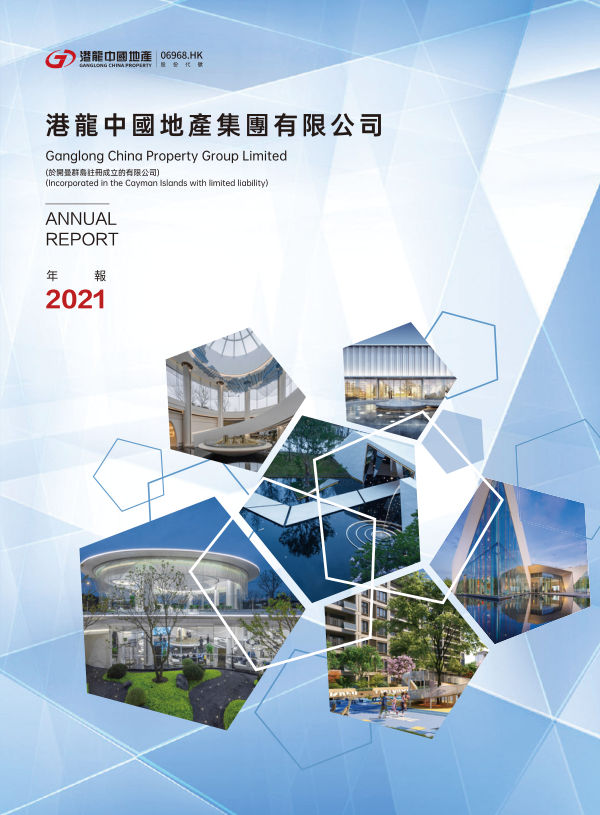 港龍中國地產
GANGLONG CHINA PROPERTY
06968.HK
股份代號
港龍中國地產集團有限公司
Ganglong China Property Group Limited
(於開曼群島註冊成立的有限公司)
(Incorporated in the Cayman Islands with limited liability)
ANNUAL
REPORT
年 報
2021